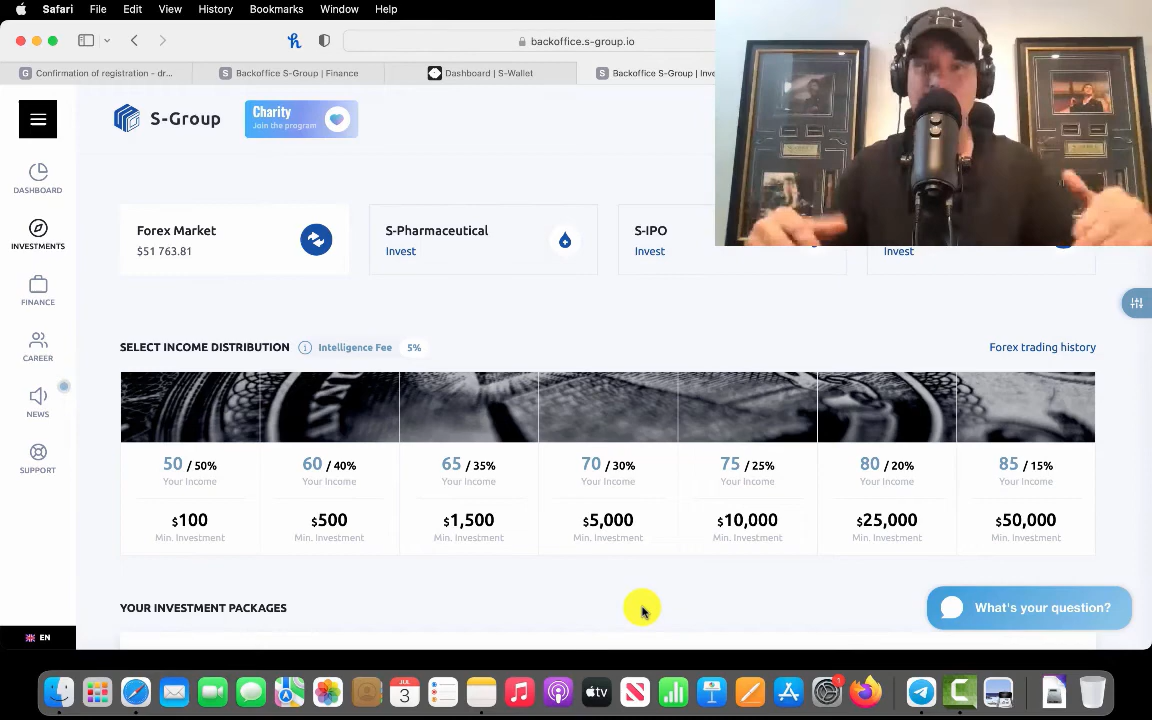 Safari File Edit View History Bookmarks Window Help
backoffice.s-group.io
G Confirmation of registration - dr...
S Backoffice S-Group | Finance
Dashboard | S-Wallet
S Backoffice S-Group | Inve
S-Group
Charity
Join the program
DASHBOARD
INVESTMENTS
FINANCE
CAREER
NEWS
SUPPORT
EN
Forex Market
$51 763.81
S-Pharmaceutical
Invest
S-IPO
Invest
Invest
SELECT INCOME DISTRIBUTION i Intelligence Fee 5%
Forex trading history
50 / 50% 60 / 40% 65 / 35% 70 / 30% 75 / 25% 80 / 20% 85 / 15%
Your Income Your Income Your Income Your Income Your Income Your Income Your Income
$100 $500 $1,500 $5,000 $10,000 $25,000 $50,000
Min. Investment Min. Investment Min. Investment Min. Investment Min. Investment Min. Investment Min. Investment
YOUR INVESTMENT PACKAGES
What's your question?
JUL
3
tv
1